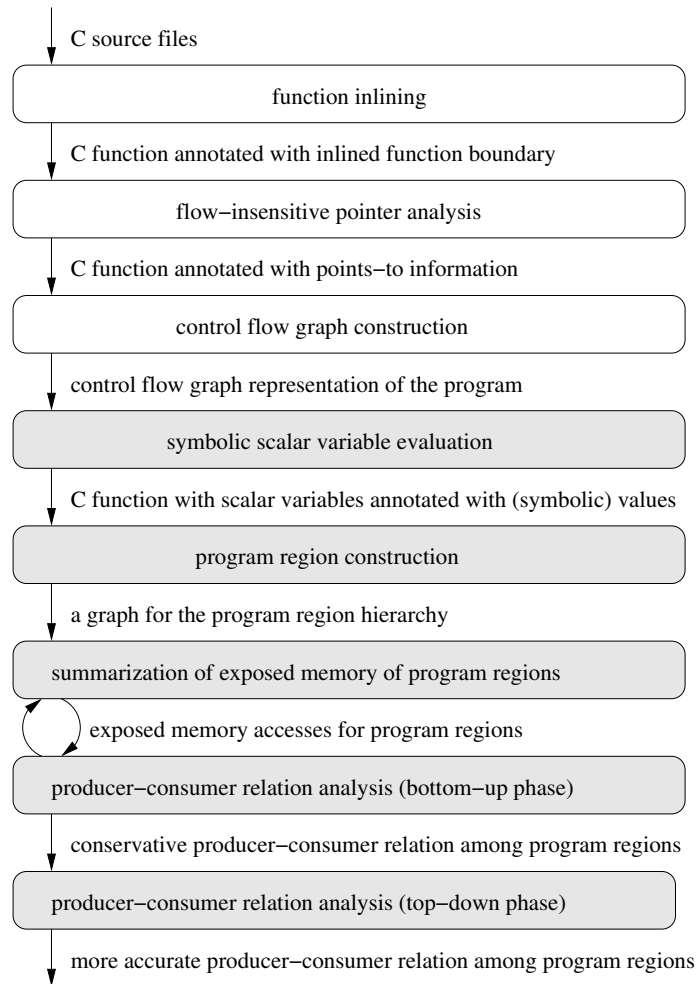 C source files
function inlining
C function annotated with inlined function boundary
flow−insensitive pointer analysis
C function annotated with points−to information
control flow graph construction
control flow graph representation of the program
symbolic scalar variable evaluation
C function with scalar variables annotated with (symbolic) values
program region construction
a graph for the program region hierarchy
summarization of exposed memory of program regions
exposed memory accesses for program regions
producer−consumer relation analysis (bottom−up phase)
conservative producer−consumer relation among program regions
producer−consumer relation analysis (top−down phase)
more accurate producer−consumer relation among program regions